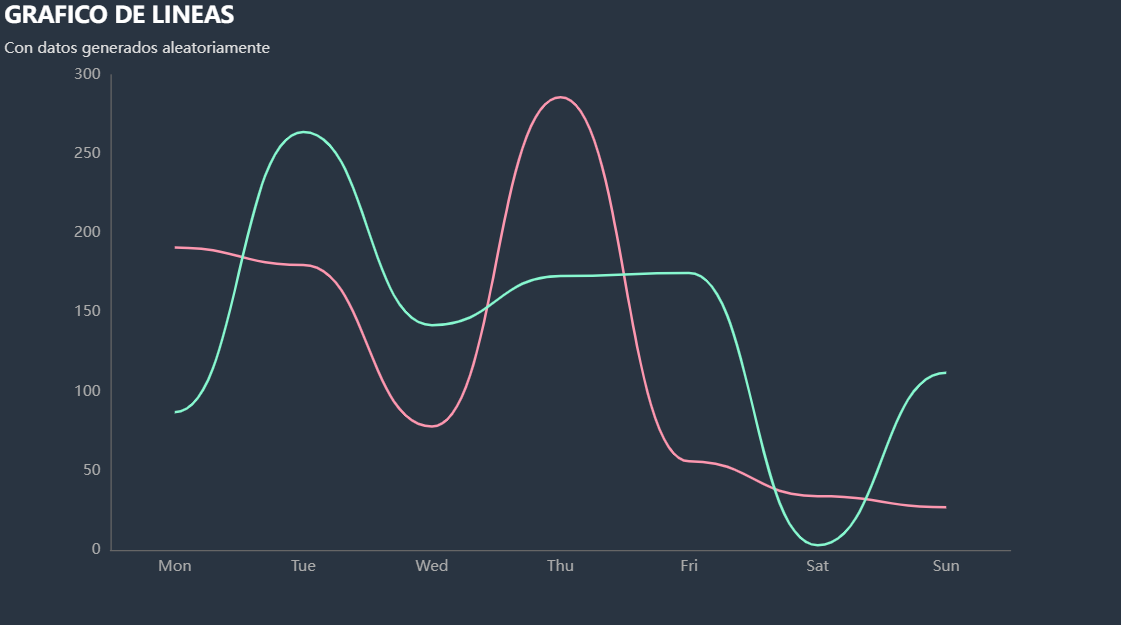 GRAFICO DE LINEAS
Con datos generados aleatoriamente
300
250
200
150
100
50
0
Mon Tue Wed Thu Fri Sat Sun